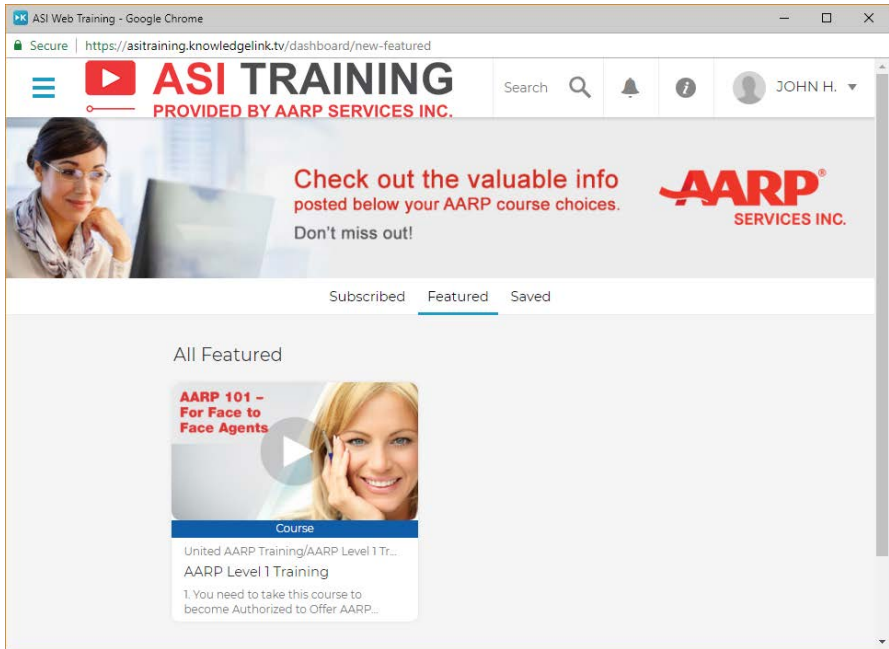 ASI Web Training - Google Chrome
Secure | https://asitraining.knowledgelink.tv/dashboard/new-featured
ASI TRAINING
PROVIDED BY AARP SERVICES INC.
Search
JOHN H.
Check out the valuable info
posted below your AARP course choices.
Don't miss out!
AARP®
SERVICES INC.
Subscribed Featured Saved
All Featured
AARP 101 –
For Face to
Face Agents
Course
United AARP Training/AARP Level 1 Tr...
AARP Level 1 Training
1. You need to take this course to
become Authorized to Offer AARP...